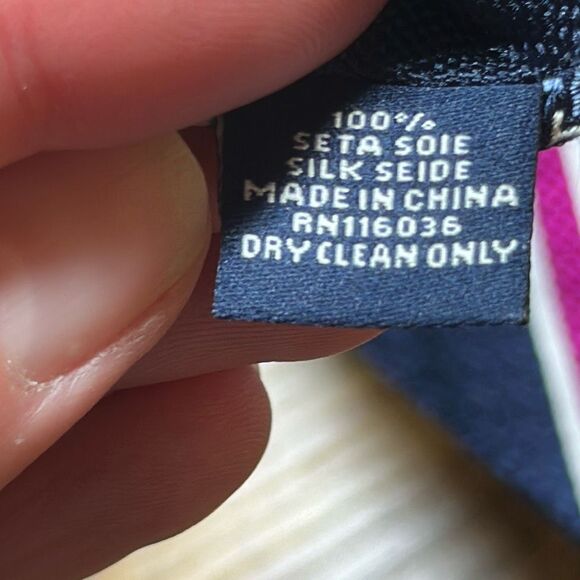 100%
SETA SOIE
SILK SEIDE
MADE IN CHINA
RN116036
DRY CLEAN ONLY